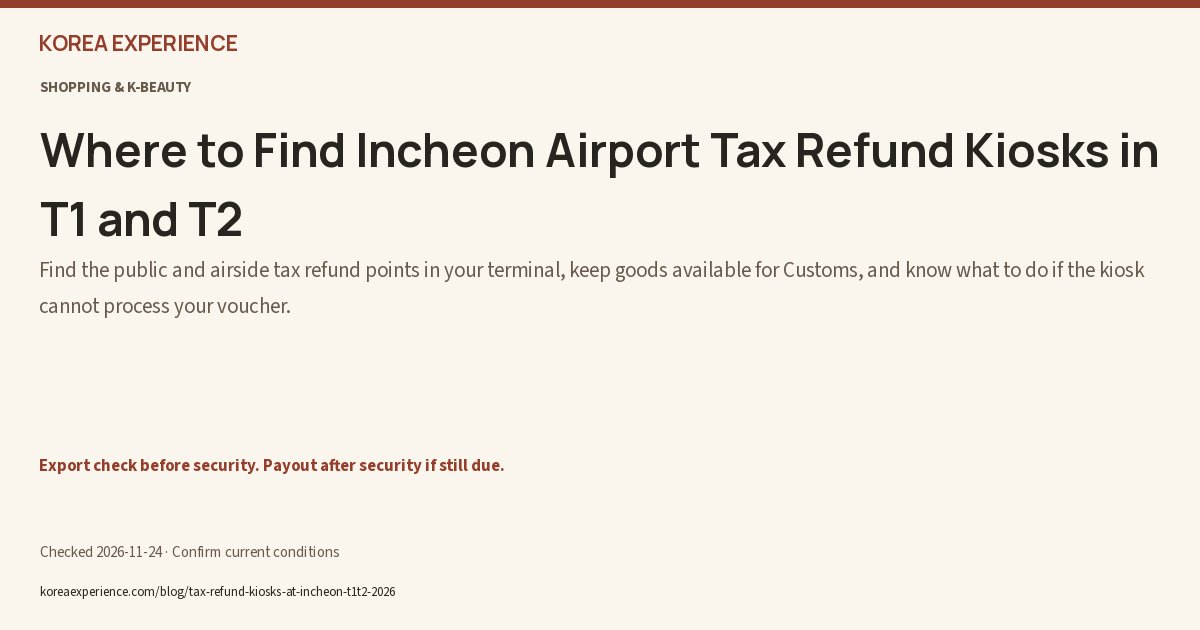 KOREA EXPERIENCE
SHOPPING & K-BEAUTY
Where to Find Incheon Airport Tax Refund Kiosks in
T1 and T2
Find the public and airside tax refund points in your terminal, keep goods available for Customs, and know what to do if the kiosk
cannot process your voucher.
Export check before security. Payout after security if still due.
Checked 2026-11-24 · Confirm current conditions
koreaexperience.com/blog/tax-refund-kiosks-at-incheon-t1t2-2026